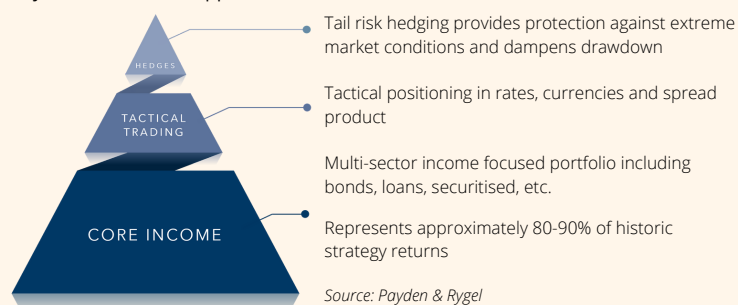 HEDGES
Tail risk hedging provides protection against extreme
market conditions and dampens drawdown
TACTICAL
TRADING
Tactical positioning in rates, currencies and spread
product
CORE INCOME
Multi-sector income focused portfolio including
bonds, loans, securitised, etc.
Represents approximately 80-90% of historic
strategy returns
Source: Payden & Rygel